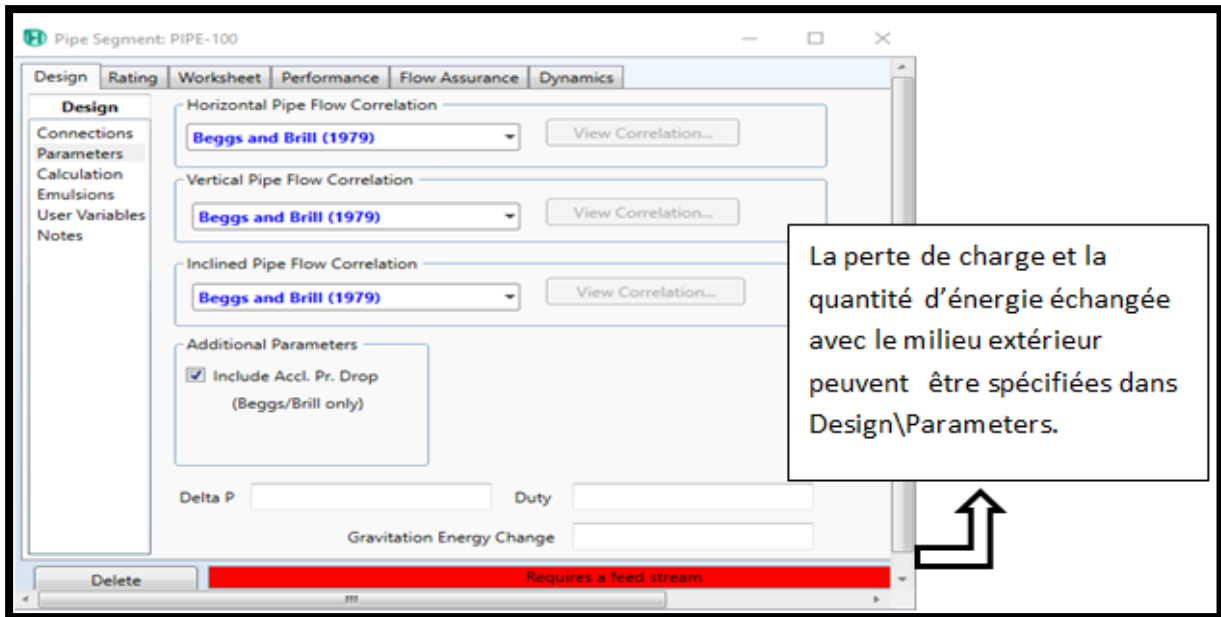 Pipe Segment: PIPE-100
Design Rating Worksheet Performance Flow Assurance Dynamics
Design
Connections
Parameters
Calculation
Emulsions
User Variables
Notes
Horizontal Pipe Flow Correlation
Beggs and Brill (1979) View Correlation...
Vertical Pipe Flow Correlation
Beggs and Brill (1979) View Correlation...
Inclined Pipe Flow Correlation
Beggs and Brill (1979) View Correlation...
Additional Parameters
Include Accl. Pr. Drop
(Beggs/Brill only)
Delta P Duty
Gravitation Energy Change
Delete Requires a feed stream
La perte de charge et la
quantité d'énergie échangée
avec le milieu extérieur
peuvent être spécifiées dans
Design\Parameters.